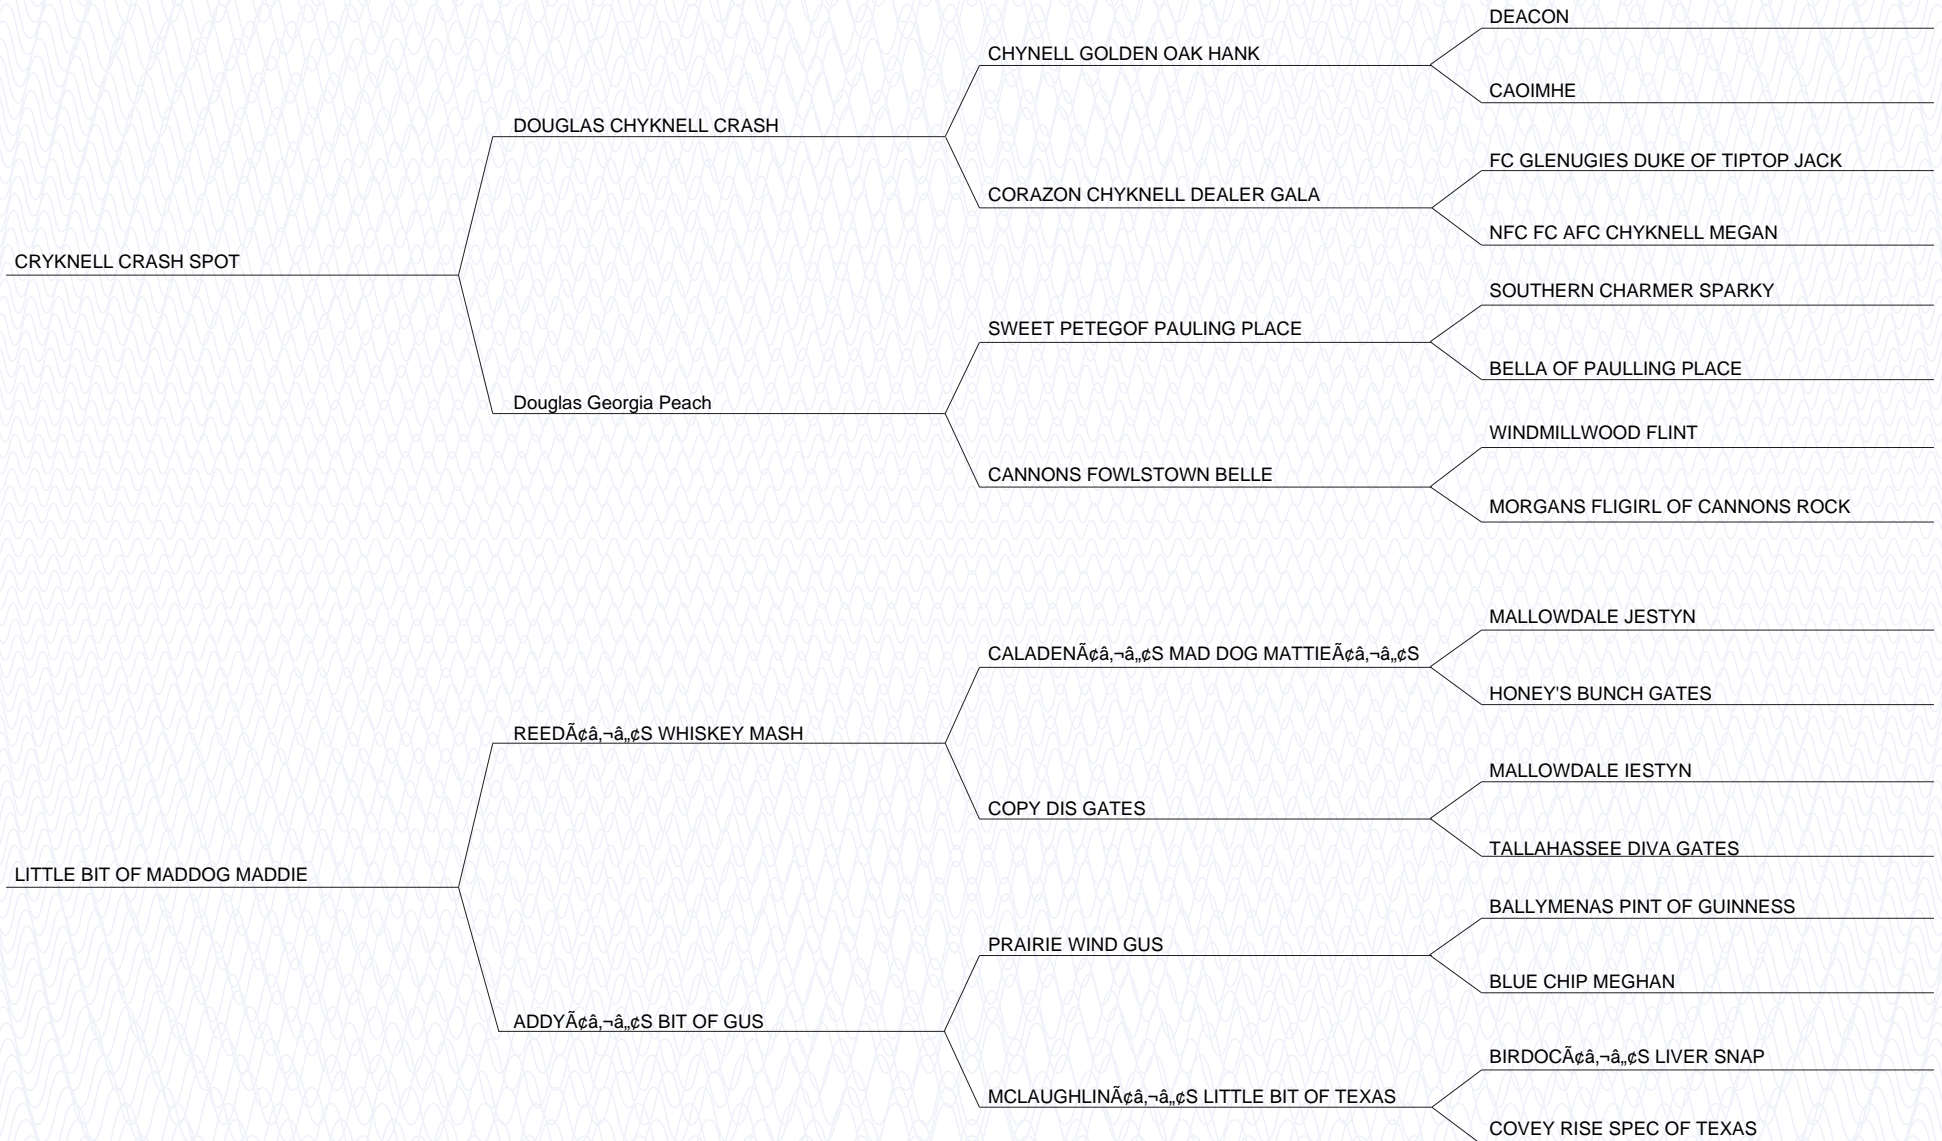 DEACON
CHYNELL GOLDEN OAK HANK
CAOIMHE
DOUGLAS CHYKNELL CRASH
FC GLENUGIES DUKE OF TIPTOP JACK
CORAZON CHYKNELL DEALER GALA
NFC FC AFC CHYKNELL MEGAN
CRYKNELL CRASH SPOT
SOUTHERN CHARMER SPARKY
SWEET PETEGOF PAULING PLACE
BELLA OF PAULLING PLACE
Douglas Georgia Peach
WINDMILLWOOD FLINT
CANNONS FOWLSTOWN BELLE
MORGANS FLIGIRL OF CANNONS ROCK
MALLOWDALE JESTYN
CALADENÃ¢â‚¬â„¢S MAD DOG MATTIEÃ¢â‚¬â„¢S
HONEY'S BUNCH GATES
REEDÃ¢â‚¬â„¢S WHISKEY MASH
MALLOWDALE IESTYN
COPY DIS GATES
TALLAHASSEE DIVA GATES
LITTLE BIT OF MADDOG MADDIE
BALLYMENAS PINT OF GUINNESS
PRAIRIE WIND GUS
BLUE CHIP MEGHAN
ADDYÃ¢â‚¬â„¢S BIT OF GUS
BIRDOCÃ¢â‚¬â„¢S LIVER SNAP
MCLAUGHLINÃ¢â‚¬â„¢S LITTLE BIT OF TEXAS
COVEY RISE SPEC OF TEXAS